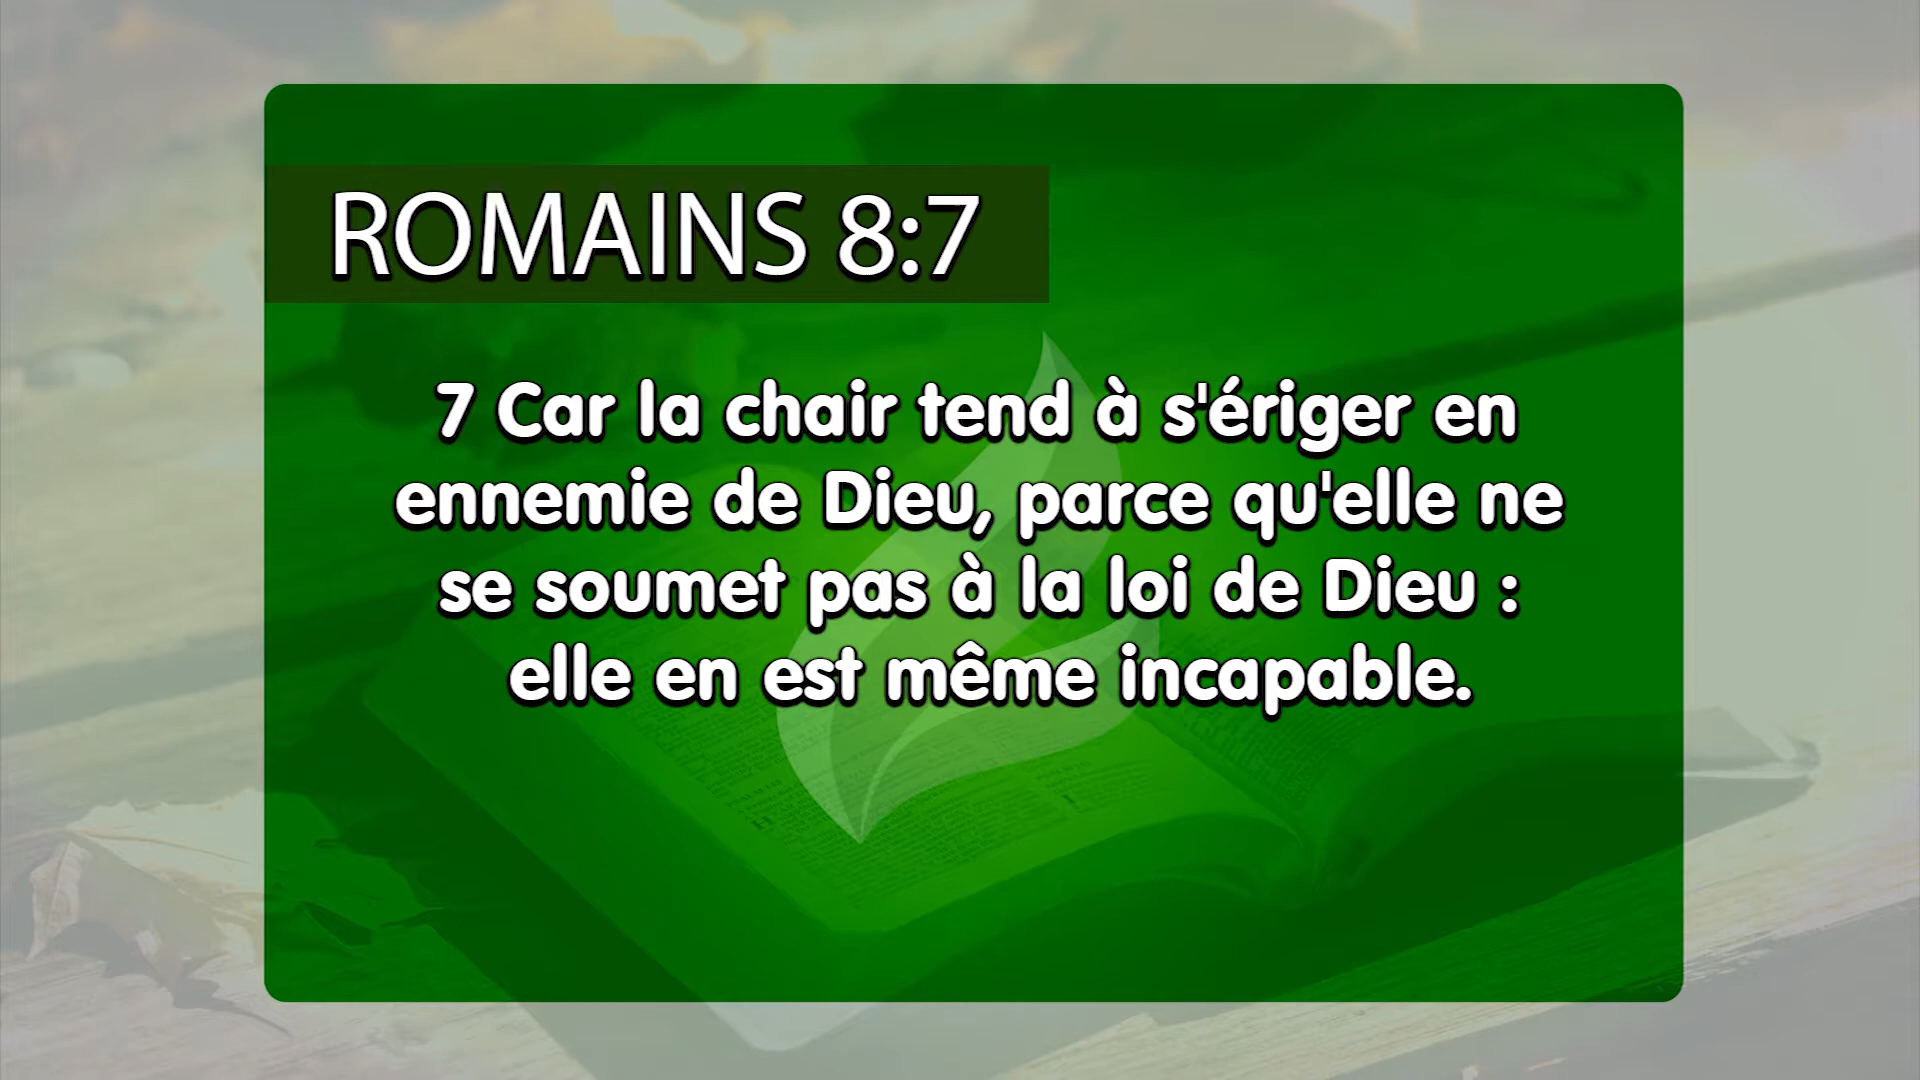 ROMAINS 8:7
7 Car la chair tend à s'ériger en
ennemie de Dieu, parce qu'elle ne
se soumet pas à la loi de Dieu :
elle en est même incapable.